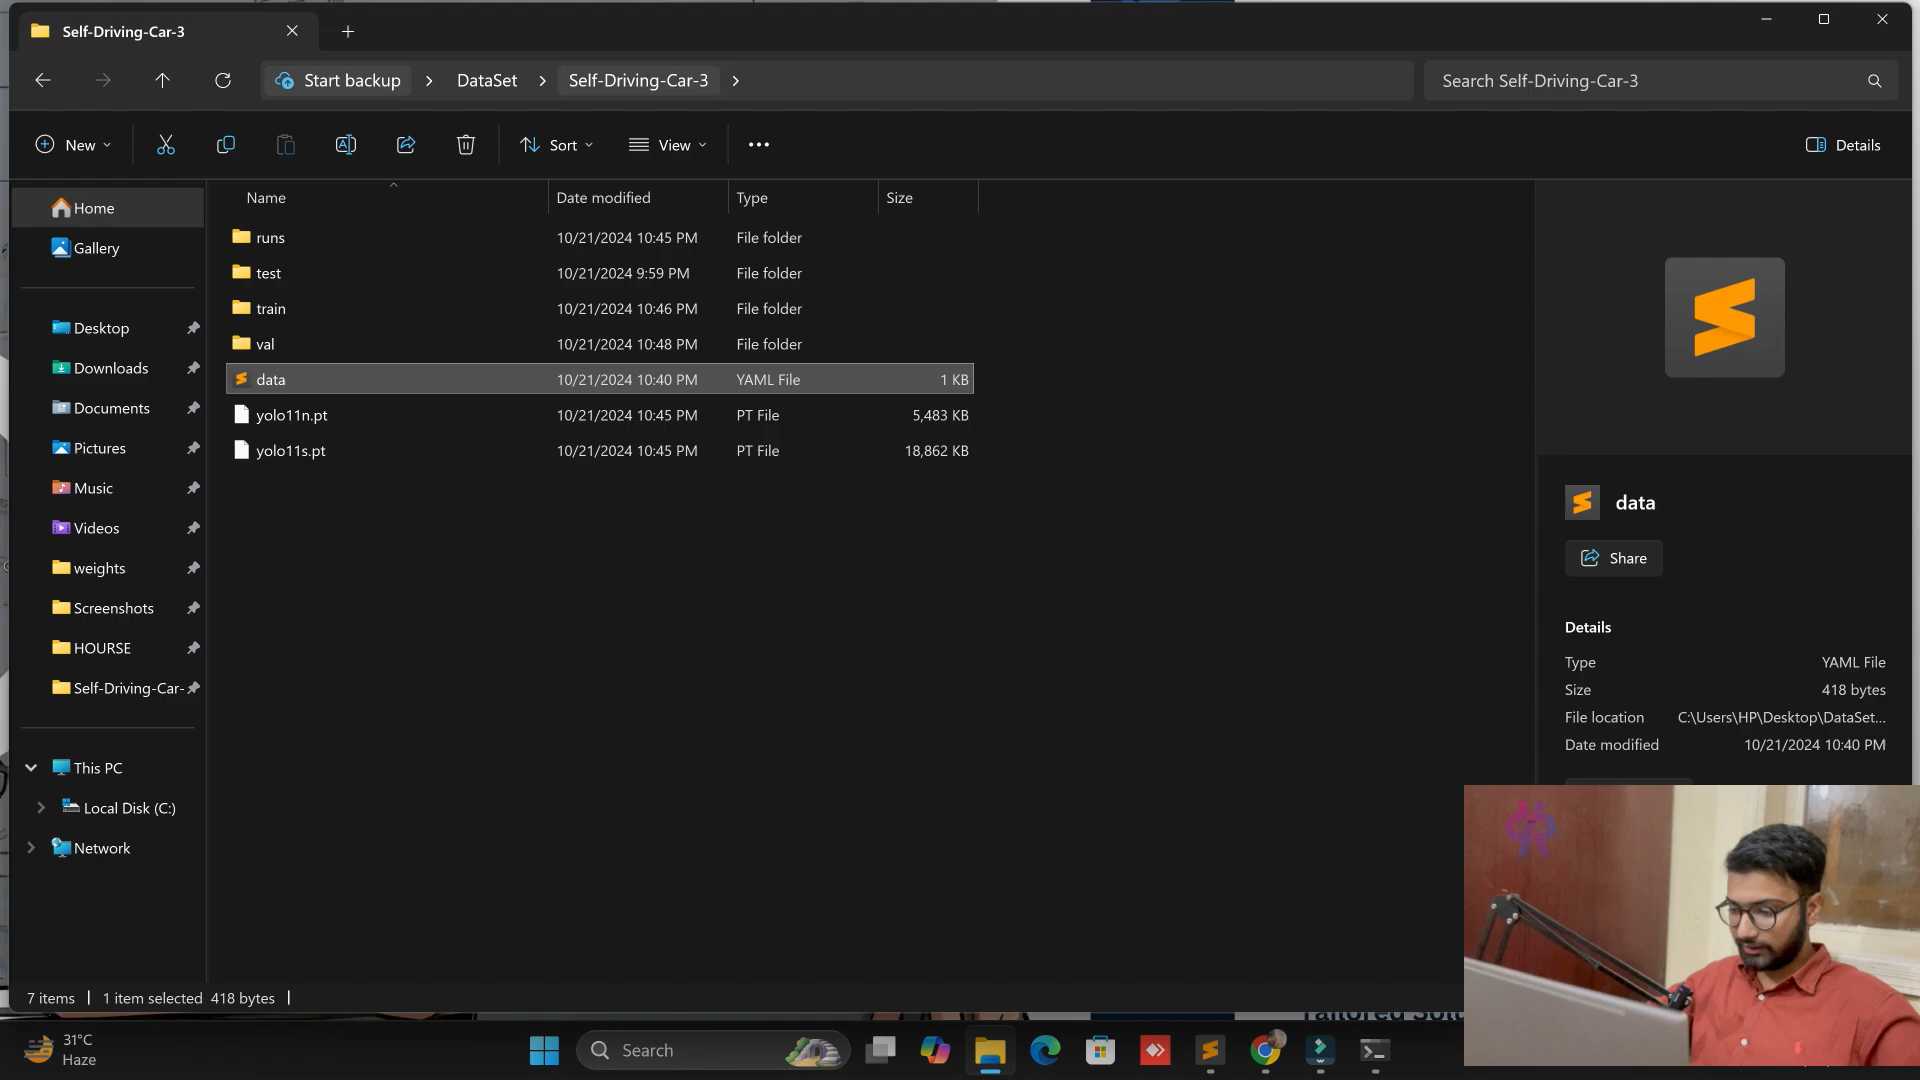 Self-Driving-Car-3
Start backup
DataSet
Self-Driving-Car-3
Search Self-Driving-Car-3
New
Sort
View
Details
Home
Gallery
Desktop
Downloads
Documents
Pictures
Music
Videos
weights
Screenshots
HOURSE
Self-Driving-Car-
This PC
Local Disk (C:)
Network
Name Date modified Type Size
runs 10/21/2024 10:45 PM File folder
test 10/21/2024 9:59 PM File folder
train 10/21/2024 10:46 PM File folder
val 10/21/2024 10:48 PM File folder
data 10/21/2024 10:40 PM YAML File 1 KB
yolo11n.pt 10/21/2024 10:45 PM PT File 5,483 KB
yolo11s.pt 10/21/2024 10:45 PM PT File 18,862 KB
data
Share
Details
Type YAML File
Size 418 bytes
File location C:\Users\HP\Desktop\DataSet...
Date modified 10/21/2024 10:40 PM
7 items
1 item selected 418 bytes
31°C
Haze
Search